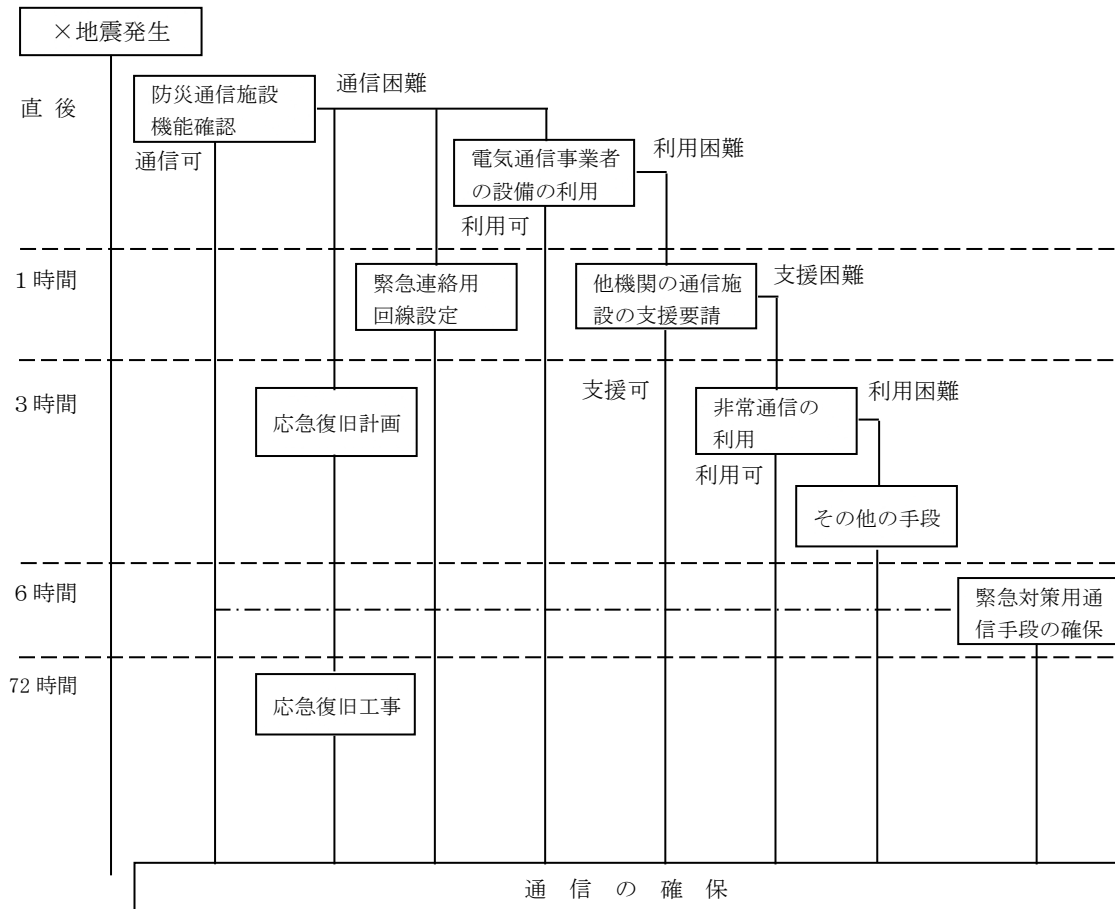 ×地震発生
直 後
防災通信施設
機能確認
通信困難
通信可
電気通信事業者
の設備の利用
利用困難
利用可
1 時間
緊急連絡用
回線設定
他機関の通信施
設の支援要請
支援困難
3 時間
応急復旧計画
支援可
非常通信の
利用
利用困難
利用可
その他の手段
6 時間
緊急対策用通
信手段の確保
72 時間
応急復旧工事
通 信 の 確 保